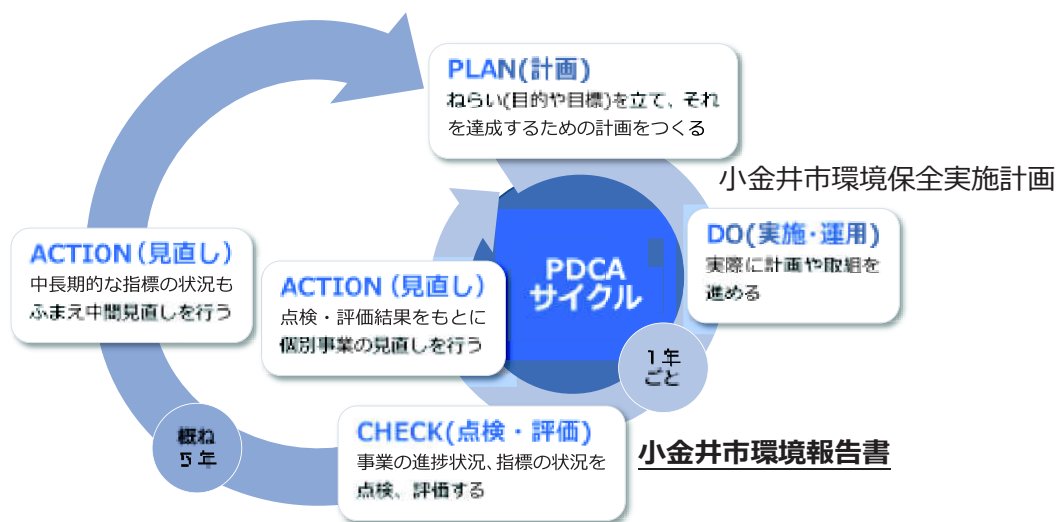 PLAN(計画)
ねらい(目的や目標)を立て、それ
を達成するための計画をつくる
小金井市環境保全実施計画
DO(実施・運用)
実際に計画や取組を
進める
PDCA
サイクル
ACTION(見直し)
中長期的な指標の状況も
ふまえ中間見直しを行う
ACTION(見直し)
点検・評価結果をもとに
個別事業の見直しを行う
1年
ごと
CHECK(点検・評価)
事業の進捗状況、指標の状況を
点検、評価する
小金井市環境報告書
概ね
5年